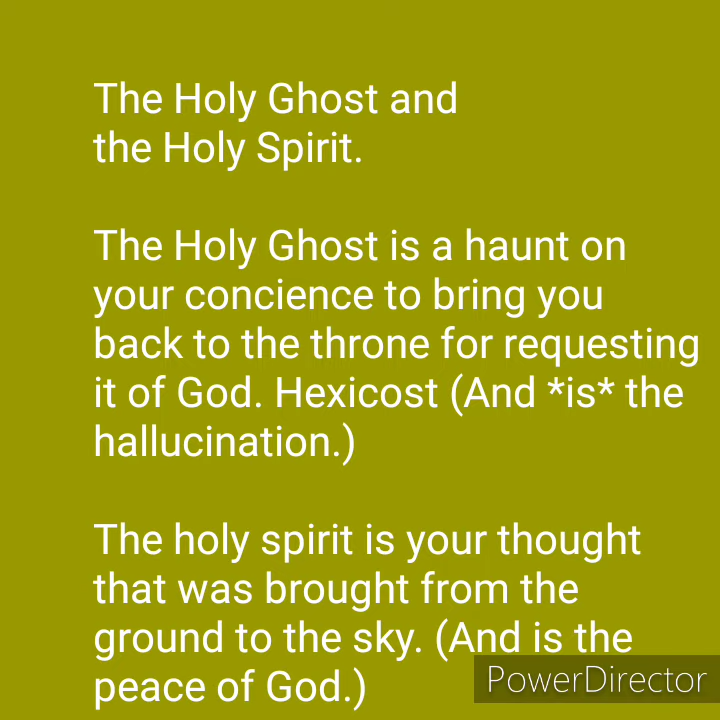 The Holy Ghost and
the Holy Spirit.
The Holy Ghost is a haunt on
your concience to bring you
back to the throne for requesting
it of God. Hexicost (And *is* the
hallucination.)
The holy spirit is your thought
that was brought from the
ground to the sky. (And is the
peace of God.)
PowerDirector